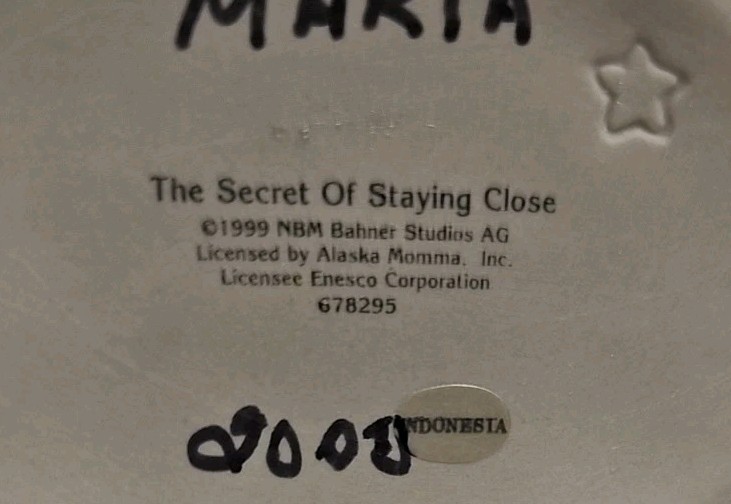 MARIA
The Secret Of Staying Close
©1999 NBM Bahner Studios AG
Licensed by Alaska Momma, Inc.
Licensee Enesco Corporation
678295
INDONESIA